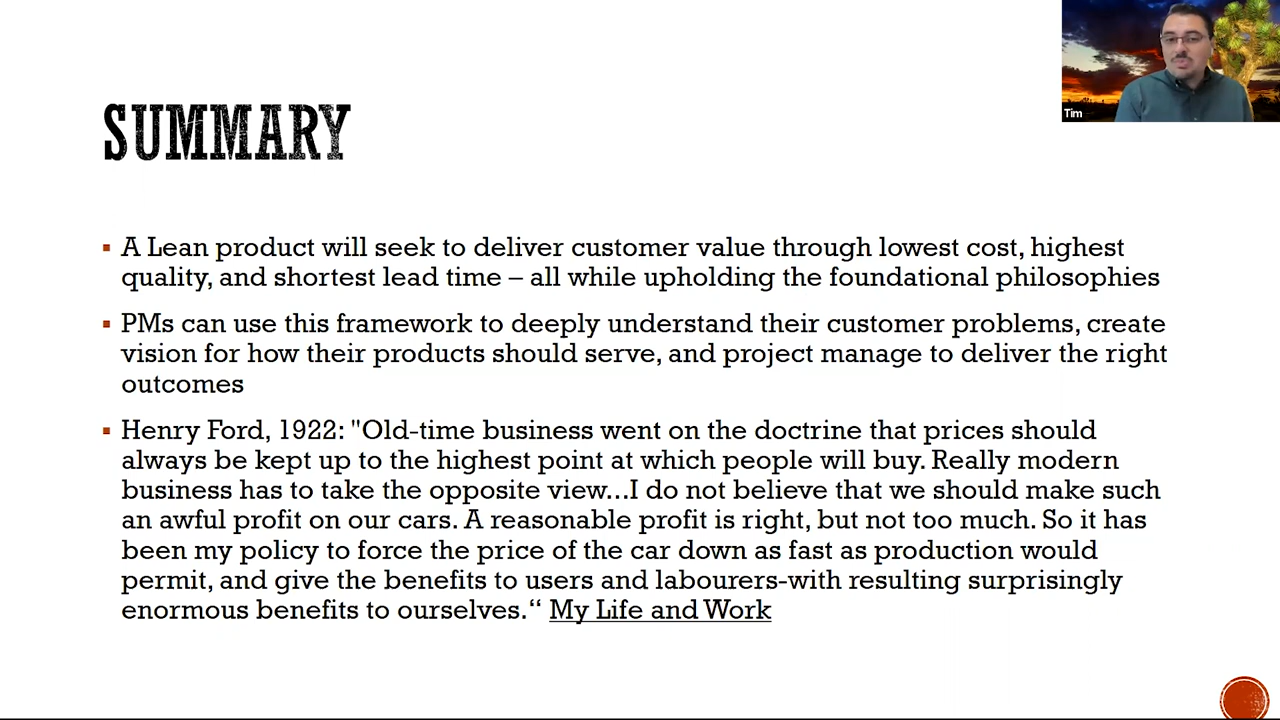 Tim
SUMMARY
▪ A Lean product will seek to deliver customer value through lowest cost, highest
quality, and shortest lead time – all while upholding the foundational philosophies
▪ PMs can use this framework to deeply understand their customer problems, create
vision for how their products should serve, and project manage to deliver the right
outcomes
▪ Henry Ford, 1922: "Old-time business went on the doctrine that prices should
always be kept up to the highest point at which people will buy. Really modern
business has to take the opposite view...I do not believe that we should make such
an awful profit on our cars. A reasonable profit is right, but not too much. So it has
been my policy to force the price of the car down as fast as production would
permit, and give the benefits to users and labourers-with resulting surprisingly
enormous benefits to ourselves.“ My Life and Work